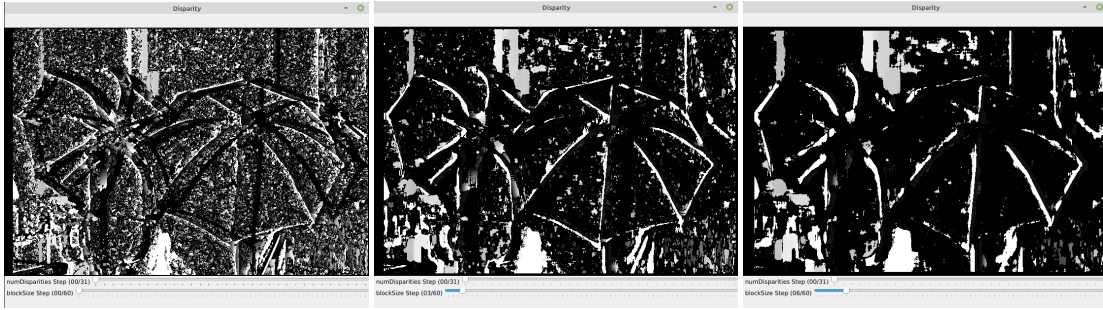 Disparity
numDisparities Step (00/31)
blockSize Step (00/60)
Disparity
numDisparities Step (00/31)
blockSize Step (03/60)
Disparity
numDisparities Step (00/31)
blockSize Step (06/60)